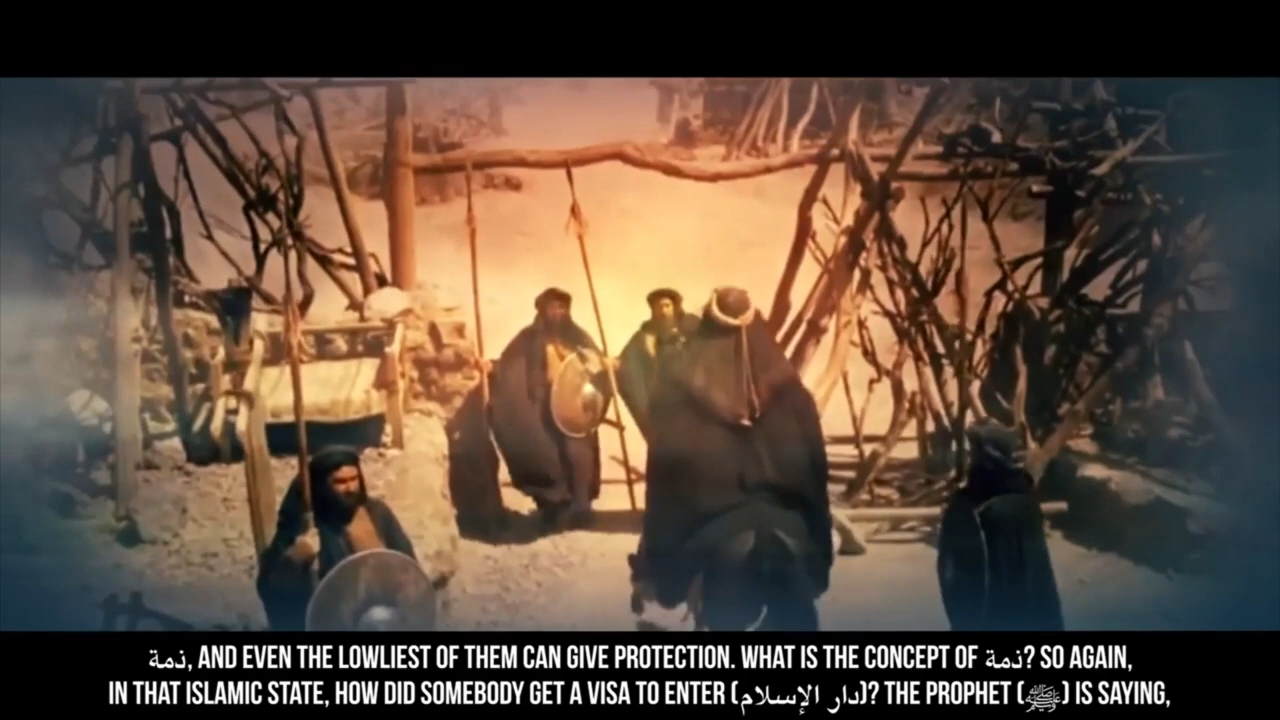 ذمة, AND EVEN THE LOWLIEST OF THEM CAN GIVE PROTECTION. WHAT IS THE CONCEPT OF ذمة? SO AGAIN,
IN THAT ISLAMIC STATE, HOW DID SOMEBODY GET A VISA TO ENTER (دار الإسلام)? THE PROPHET (ﷺ) IS SAYING,